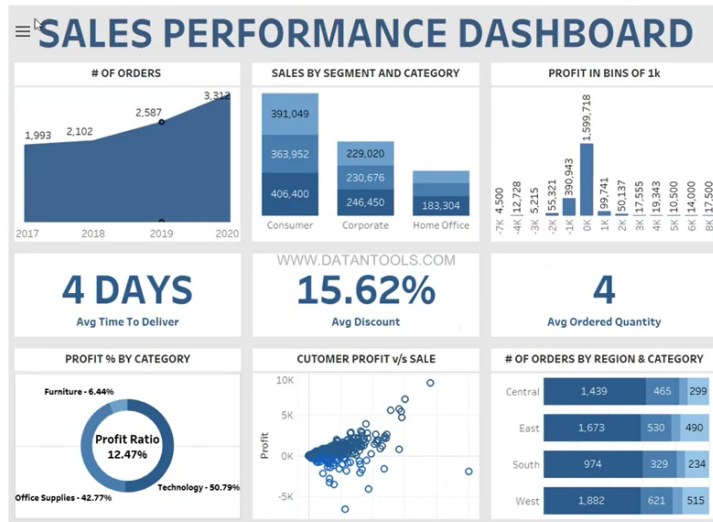 SALES PERFORMANCE DASHBOARD
# OF ORDERS
1,993
2,102
2,587
3,312
2017
2018
2019
2020
SALES BY SEGMENT AND CATEGORY
391,049
363,952
406,400
229,020
230,676
246,450
183,304
Consumer
Corporate
Home Office
PROFIT IN BINS OF 1k
4,500
12,728
5,215
55,321
390,943
1,599,718
99,741
50,137
17,555
19,343
10,500
14,000
17,500
-7K
-4K
-3K
-2K
-1K
0K
1K
2K
3K
4K
5K
6K
8K
WWW.DATANTOOLS.COM
4 DAYS
Avg Time To Deliver
15.62%
Avg Discount
4
Avg Ordered Quantity
PROFIT % BY CATEGORY
Furniture - 6.44%
Profit Ratio
12.47%
Technology - 50.79%
Office Supplies - 42.77%
CUTOMER PROFIT v/s SALE
Profit
10K
5K
0K
-5K
# OF ORDERS BY REGION & CATEGORY
Central 1,439 465 299
East 1,673 530 490
South 974 329 234
West 1,882 621 515